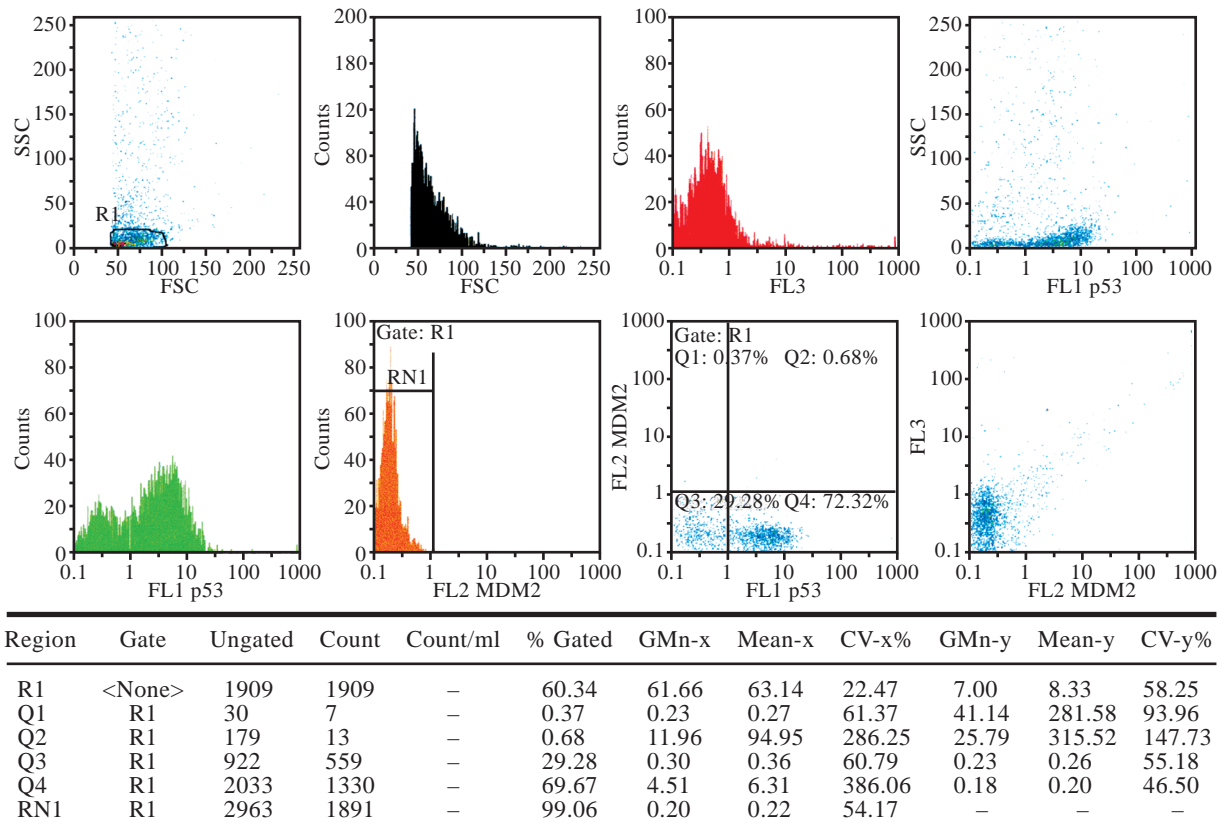 250
200
150
100
50
0
SSC
R1
0 50 100 150 200 250
FSC
200
180
120
80
40
0
Counts
0 50 100 150 200 250
FSC
100
80
60
40
20
0
Counts
0.1 1 10 100 1000
FL3
250
200
150
100
50
0
SSC
0.1 1 10 100 1000
FL1 p53
100
80
60
40
20
0
Counts
0.1 1 10 100 1000
FL1 p53
100
80
60
40
20
0
Counts
Gate: R1
RN1
0.1 1 10 100 1000
FL2 MDM2
1000
100
10
1
0.1
FL2 MDM2
Gate: R1
Q1: 0.37% Q2: 0.68%
Q3: 29.28% Q4: 72.32%
0.1 1 10 100 1000
FL1 p53
1000
100
10
1
0.1
FL3
0.1 1 10 100 1000
FL2 MDM2
Region Gate Ungated Count Count/ml % Gated GMn-x Mean-x CV-x% GMn-y Mean-y CV-y%
R1 <None> 1909 1909 – 60.34 61.66 63.14 22.47 7.00 8.33 58.25
Q1 R1 30 7 – 0.37 0.23 0.27 61.37 41.14 281.58 93.96
Q2 R1 179 13 – 0.68 11.96 94.95 286.25 25.79 315.52 147.73
Q3 R1 922 559 – 29.28 0.30 0.36 60.79 0.23 0.26 55.18
Q4 R1 2033 1330 – 69.67 4.51 6.31 386.06 0.18 0.20 46.50
RN1 R1 2963 1891 – 99.06 0.20 0.22 54.17 – – –